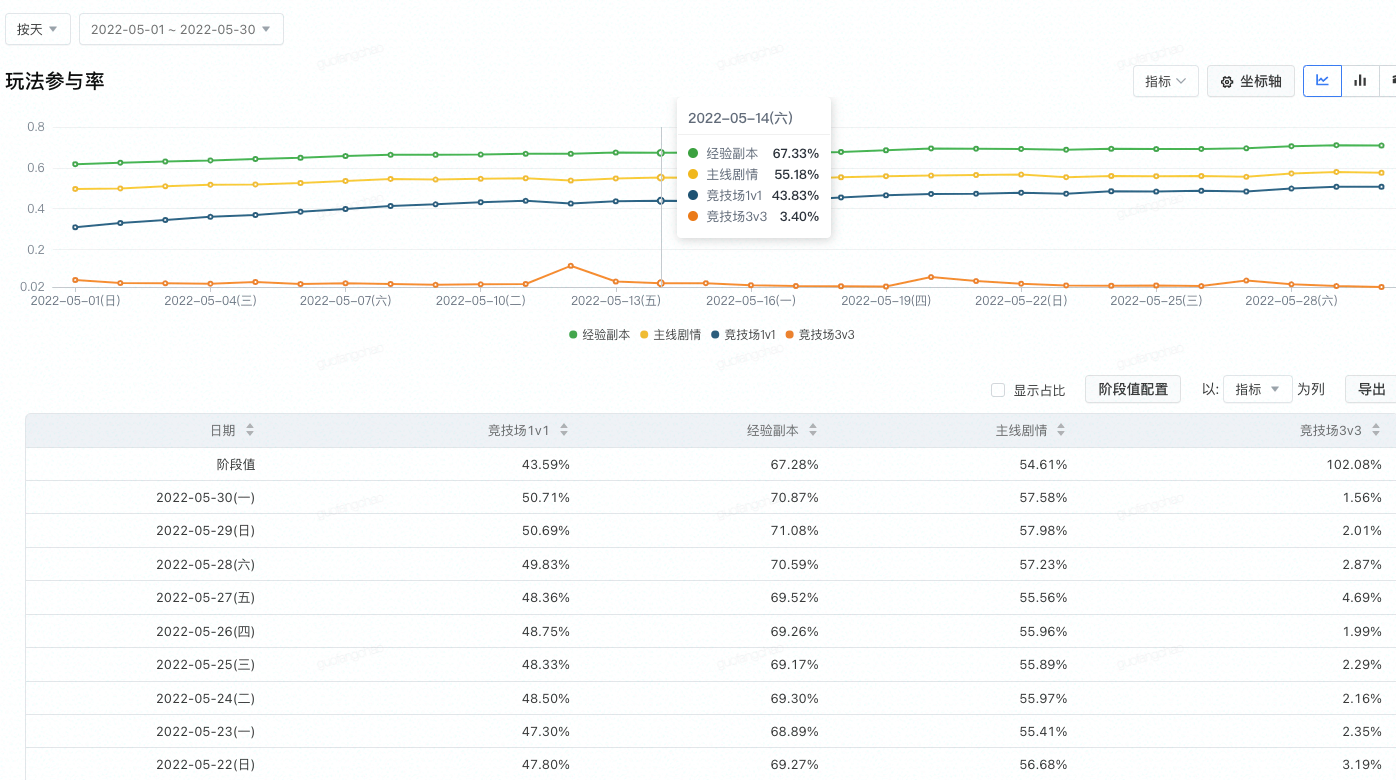 按天
2022-05-01 ~ 2022-05-30
玩法参与率
指标
坐标轴
0.8
0.6
0.4
0.2
0.02
2022-05-14(六)
经验副本 67.33%
主线剧情 55.18%
竞技场1v1 43.83%
竞技场3v3 3.40%
2022-05-01(日) 2022-05-04(三) 2022-05-07(六) 2022-05-10(二) 2022-05-13(五) 2022-05-16(一) 2022-05-19(四) 2022-05-22(日) 2022-05-25(三) 2022-05-28(六)
经验副本 主线剧情 竞技场1v1 竞技场3v3
显示占比 阶段值配置 以: 指标 为列 导出
日期 竞技场1v1 经验副本 主线剧情 竞技场3v3
阶段值 43.59% 67.28% 54.61% 102.08%
2022-05-30(一) 50.71% 70.87% 57.58% 1.56%
2022-05-29(日) 50.69% 71.08% 57.98% 2.01%
2022-05-28(六) 49.83% 70.59% 57.23% 2.87%
2022-05-27(五) 48.36% 69.52% 55.56% 4.69%
2022-05-26(四) 48.75% 69.26% 55.96% 1.99%
2022-05-25(三) 48.33% 69.17% 55.89% 2.29%
2022-05-24(二) 48.50% 69.30% 55.97% 2.16%
2022-05-23(一) 47.30% 68.89% 55.41% 2.35%
2022-05-22(日) 47.80% 69.27% 56.68% 3.19%